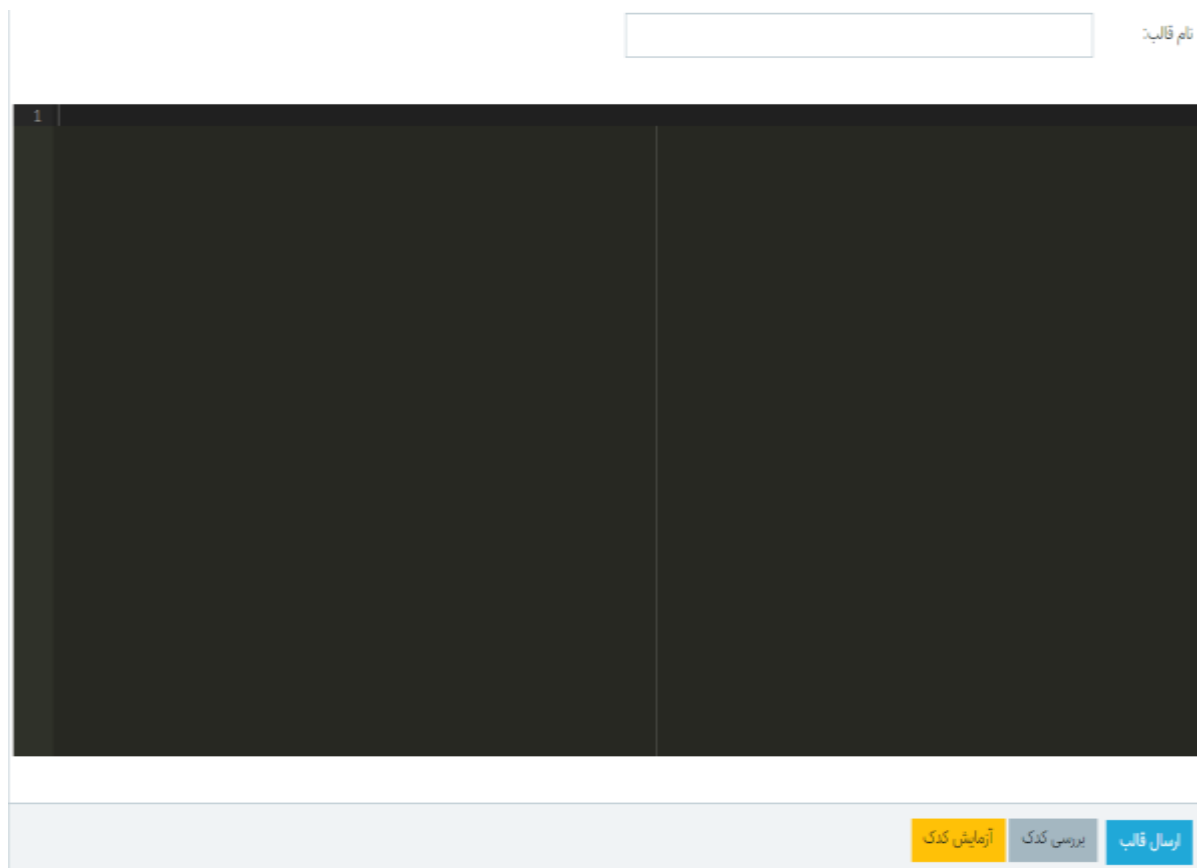 نام قالب:
1
ارسال قالب بررسی کدک آزمایش کدک